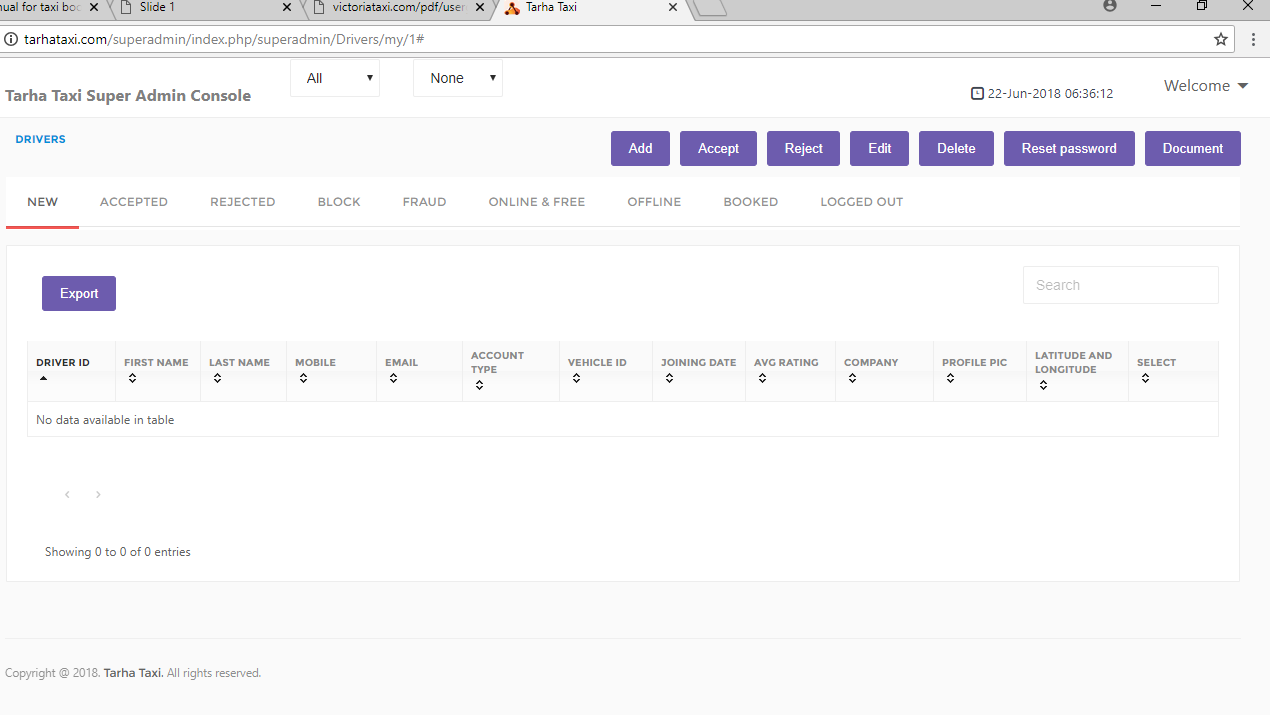 nual for taxi boo
Slide 1
victoriataxi.com/pdf/user
Tarha Taxi
tarhataxi.com/superadmin/index.php/superadmin/Drivers/my/1#
Tarha Taxi Super Admin Console
All
None
22-Jun-2018 06:36:12
Welcome
DRIVERS
Add
Accept
Reject
Edit
Delete
Reset password
Document
NEW
ACCEPTED
REJECTED
BLOCK
FRAUD
ONLINE & FREE
OFFLINE
BOOKED
LOGGED OUT
Export
Search
DRIVER ID
FIRST NAME
LAST NAME
MOBILE
EMAIL
ACCOUNT
TYPE
VEHICLE ID
JOINING DATE
AVG RATING
COMPANY
PROFILE PIC
LATITUDE AND
LONGITUDE
SELECT
No data available in table
Showing 0 to 0 of 0 entries
Copyright @ 2018. Tarha Taxi. All rights reserved.